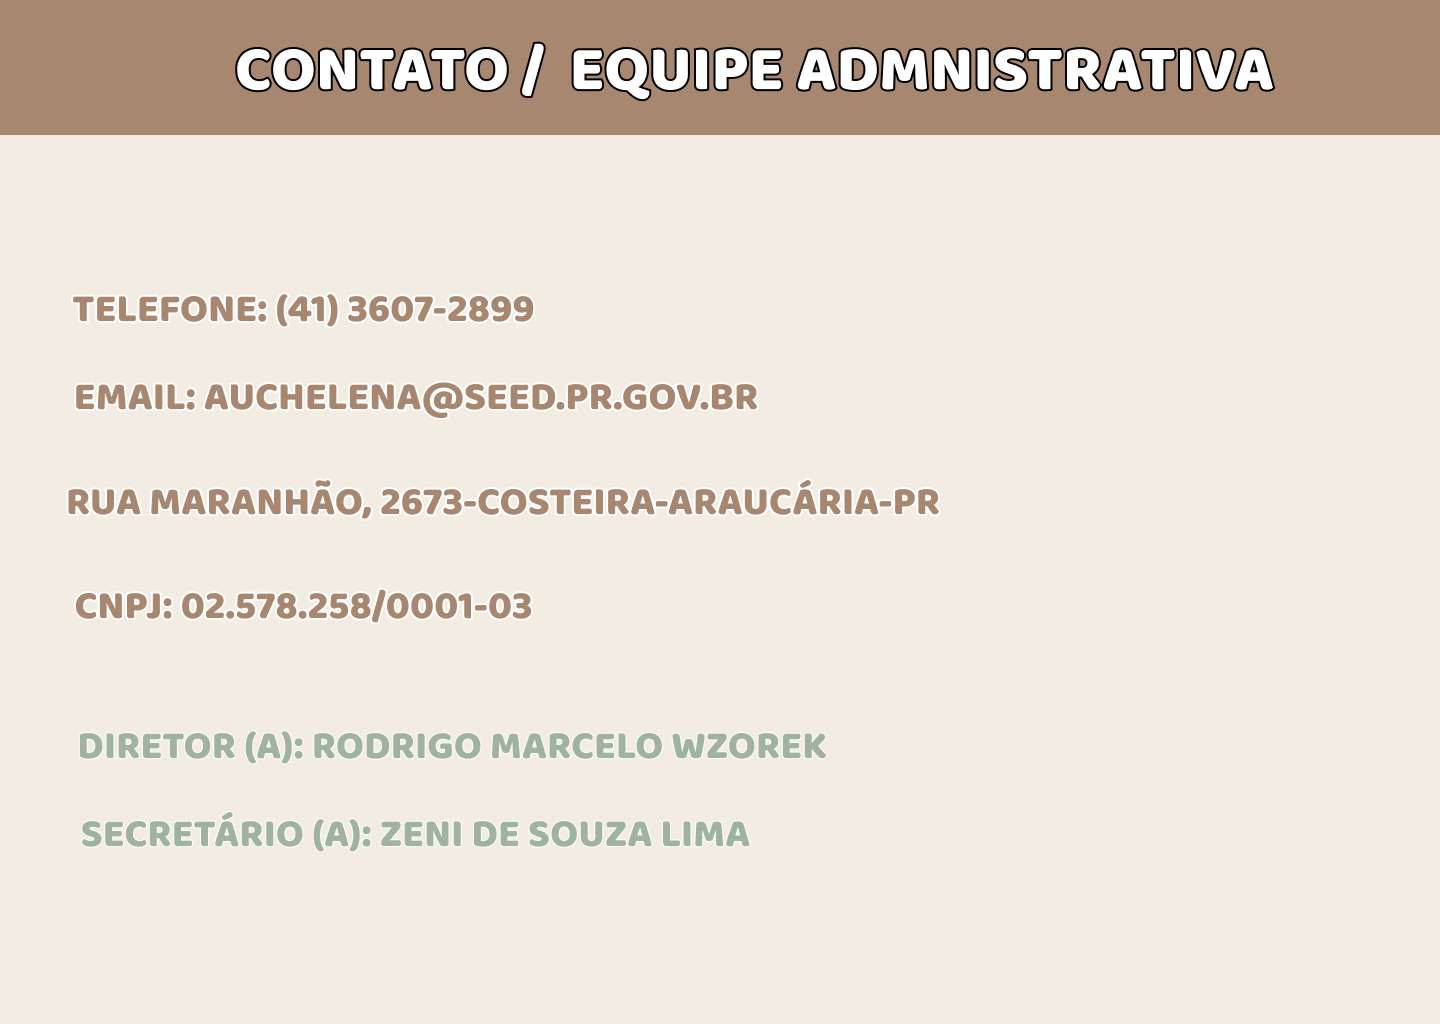 CONTATO / EQUIPE ADMNISTRATIVA
TELEFONE: (41) 3607-2899
EMAIL: AUCHELENA@SEED.PR.GOV.BR
RUA MARANHÃO, 2673-COSTEIRA-ARAUCÁRIA-PR
CNPJ: 02.578.258/0001-03
DIRETOR (A): RODRIGO MARCELO WZOREK
SECRETÁRIO (A): ZENI DE SOUZA LIMA